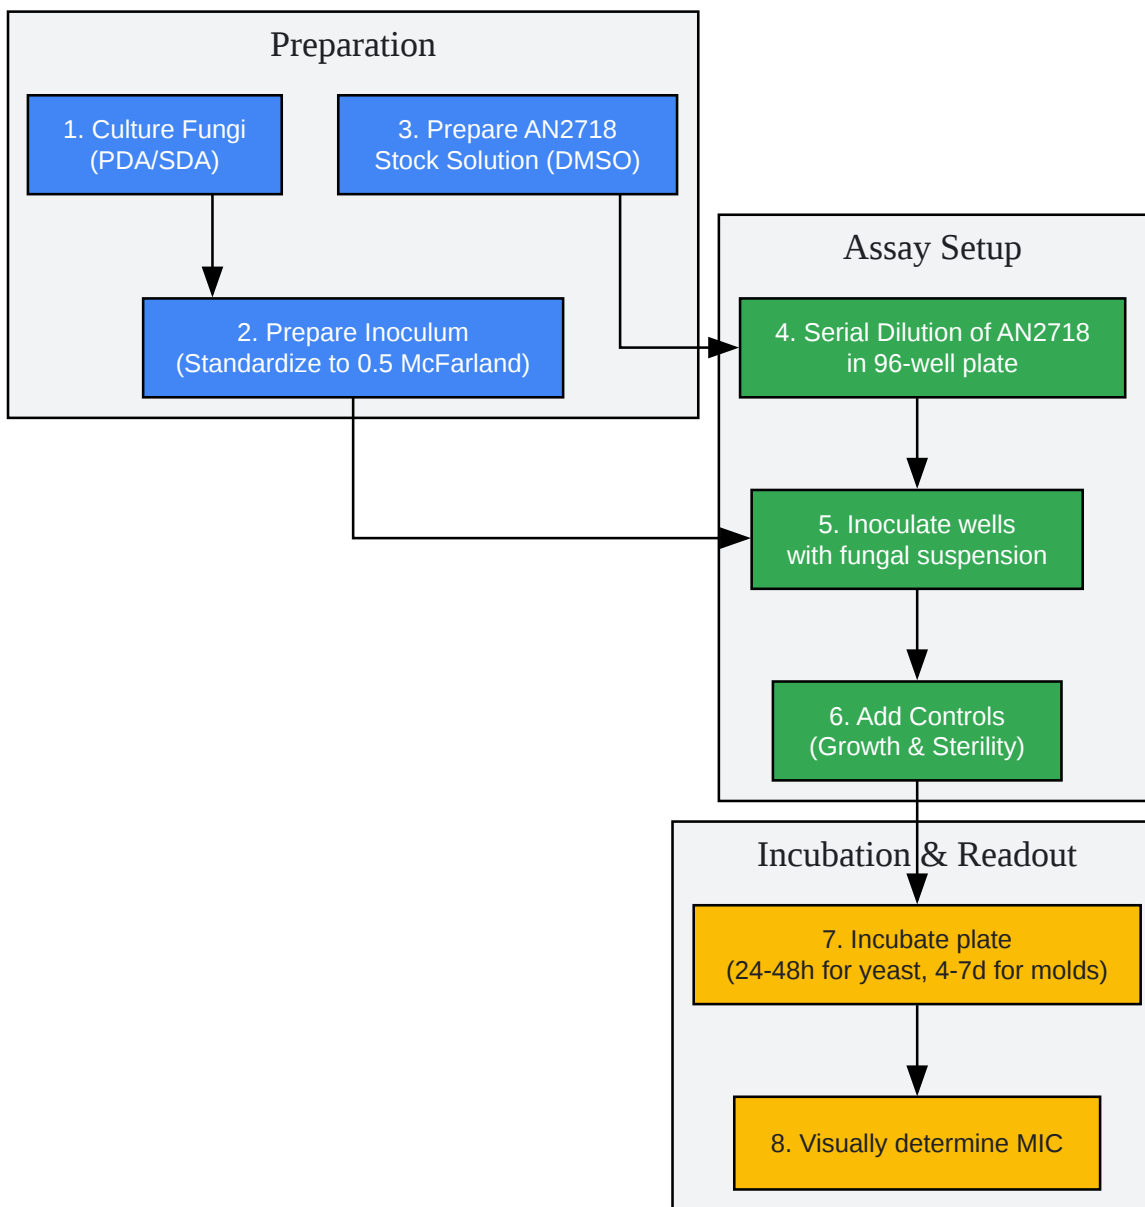 Preparation
1. Culture Fungi
(PDA/SDA)
3. Prepare AN2718
Stock Solution (DMSO)
2. Prepare Inoculum
(Standardize to 0.5 McFarland)
Assay Setup
4. Serial Dilution of AN2718
in 96-well plate
5. Inoculate wells
with fungal suspension
6. Add Controls
(Growth & Sterility)
Incubation & Readout
7. Incubate plate
(24-48h for yeast, 4-7d for molds)
8. Visually determine MIC